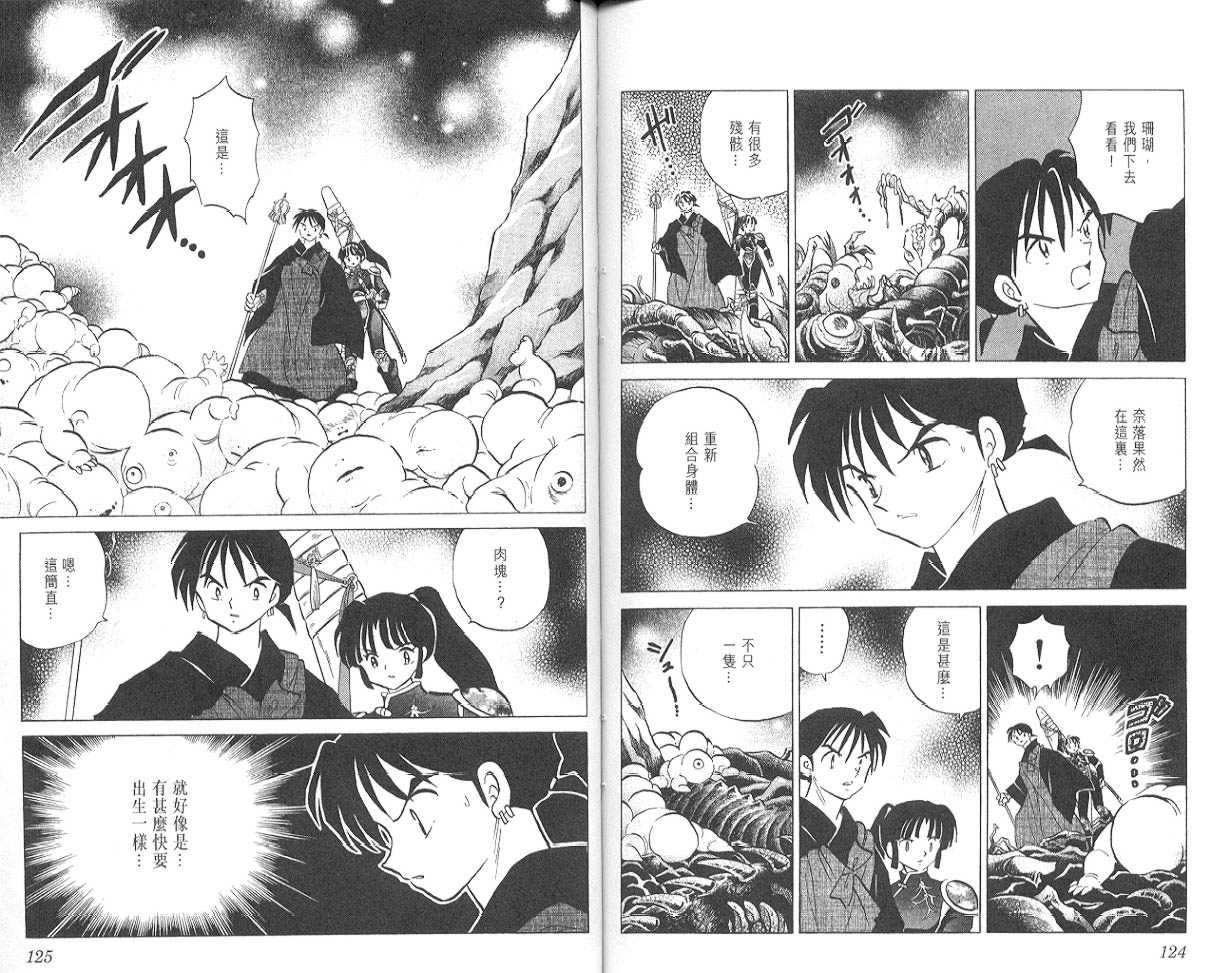 珊瑚，
我們下去
看看！
ゴオオオ…
有很多
殘骸…
ザ…
奈落果然
在這裏…
重新
組合身體…
！
ゴロ…
這是甚麼…
……
不只
一隻…
124
ゴオオオ…
這是…
肉塊…？
嗯…
這簡直…
就好像是…
有甚麼快要
出生一樣…
125